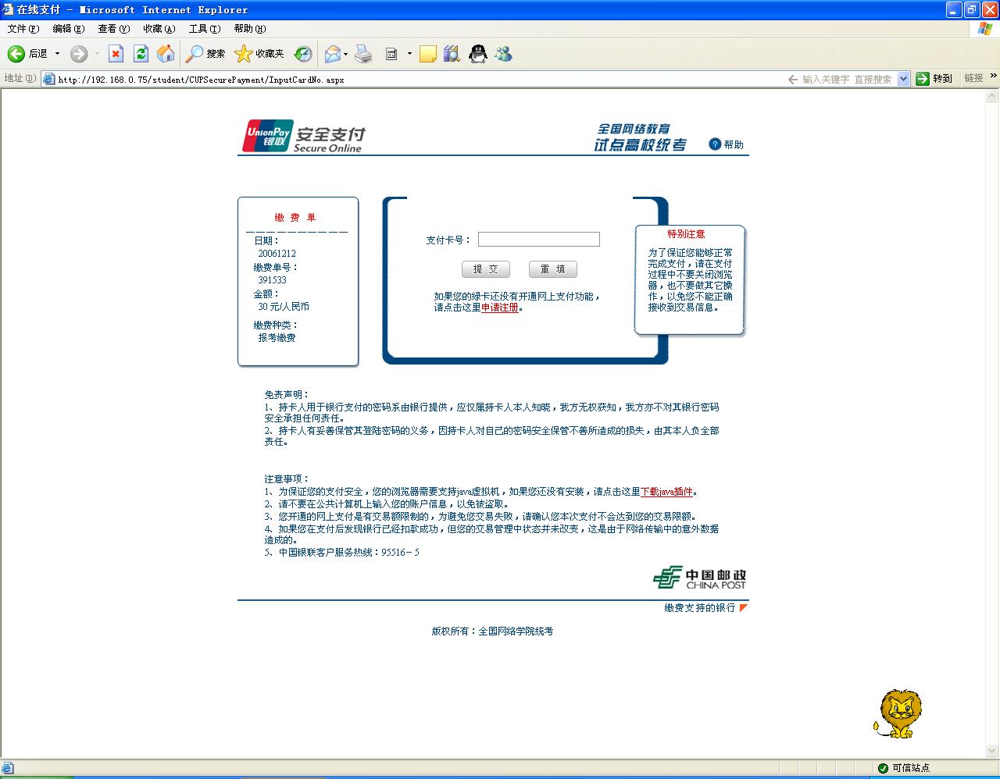 在线支付 - Microsoft Internet Explorer
文件(F) 编辑(E) 查看(V) 收藏(A) 工具(T) 帮助(H)
后退 搜索 收藏夹
地址(D) http://192.168.0.75/student/CUPSecurePayment/InputCardNo.aspx 输入关键字 直接搜索 转到 链接 »
UnionPay 银联 安全支付 Secure Online
全国网络教育
试点高校统考
? 帮助
缴 费 单
日期：
20061212
缴费单号：
391533
金额：
30 元/人民币
缴费种类：
报考缴费
支付卡号：
提 交 重 填
如果您的绿卡还没有开通网上支付功能，
请点击这里申请注册。
特别注意
为了保证您能够正常
完成支付，请在支付
过程中不要关闭浏览
器，也不要做其它操
作，以免您不能正确
接收到交易信息。
免责声明：
1、持卡人用于银行支付的密码系由银行提供，应仅属持卡人本人知晓，我方无权获知，我方亦不对其银行密码
安全承担任何责任。
2、持卡人有妥善保管其登陆密码的义务，因持卡人对自己的密码安全保管不善所造成的损失，由其本人负全部
责任。
注意事项：
1、为保证您的支付安全，您的浏览器需要支持java虚拟机，如果您还没有安装，请点击这里下载java插件。
2、请不要在公共计算机上输入您的账户信息，以免被盗取。
3、您开通的网上支付是有交易额限制的，为避免您交易失败，请确认您本次支付不会达到您的交易限额。
4、如果您在支付后发现银行已经扣款成功，但您的交易管理中状态并未改变，这是由于网络传输中的意外数据
造成的。
5、中国银联客户服务热线：95516－5
中国邮政
CHINA POST
缴费支持的银行
版权所有：全国网络学院统考
可信站点